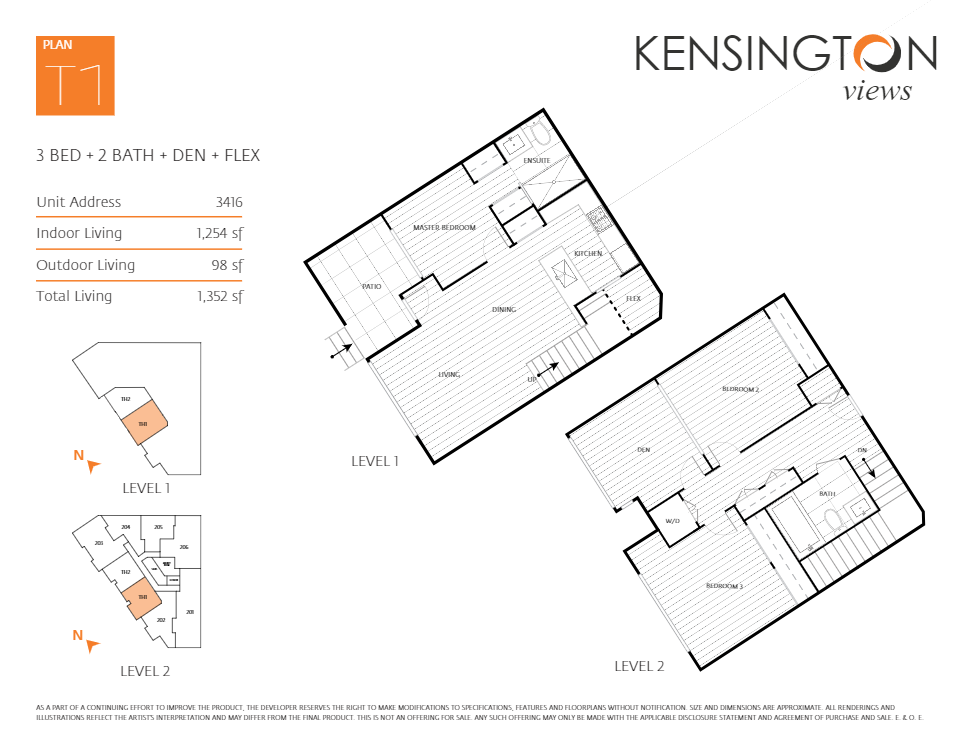 PLAN
T1
KENSINGTON
views
3 BED + 2 BATH + DEN + FLEX
Unit Address 3416
Indoor Living 1,254 sf
Outdoor Living 98 sf
Total Living 1,352 sf
ENSUITE
MASTER BEDROOM
KITCHEN
PATIO
FLEX
DINING
LIVING
UP
LEVEL 1
BEDROOM 2
DEN
DN
BATH
W/D
BEDROOM 3
LEVEL 2
TH2
TH1
N
LEVEL 1
204
205
203
206
TH2
TH1
201
202
N
LEVEL 2
AS A PART OF A CONTINUING EFFORT TO IMPROVE THE PRODUCT, THE DEVELOPER RESERVES THE RIGHT TO MAKE MODIFICATIONS TO SPECIFICATIONS, FEATURES AND FLOORPLANS WITHOUT NOTIFICATION. SIZE AND DIMENSIONS ARE APPROXIMATE. ALL RENDERINGS AND
ILLUSTRATIONS REFLECT THE ARTIST'S INTERPRETATION AND MAY DIFFER FROM THE FINAL PRODUCT. THIS IS NOT AN OFFERING FOR SALE. ANY SUCH OFFERING MAY ONLY BE MADE WITH THE APPLICABLE DISCLOSURE STATEMENT AND AGREEMENT OF PURCHASE AND SALE. E. & O. E.